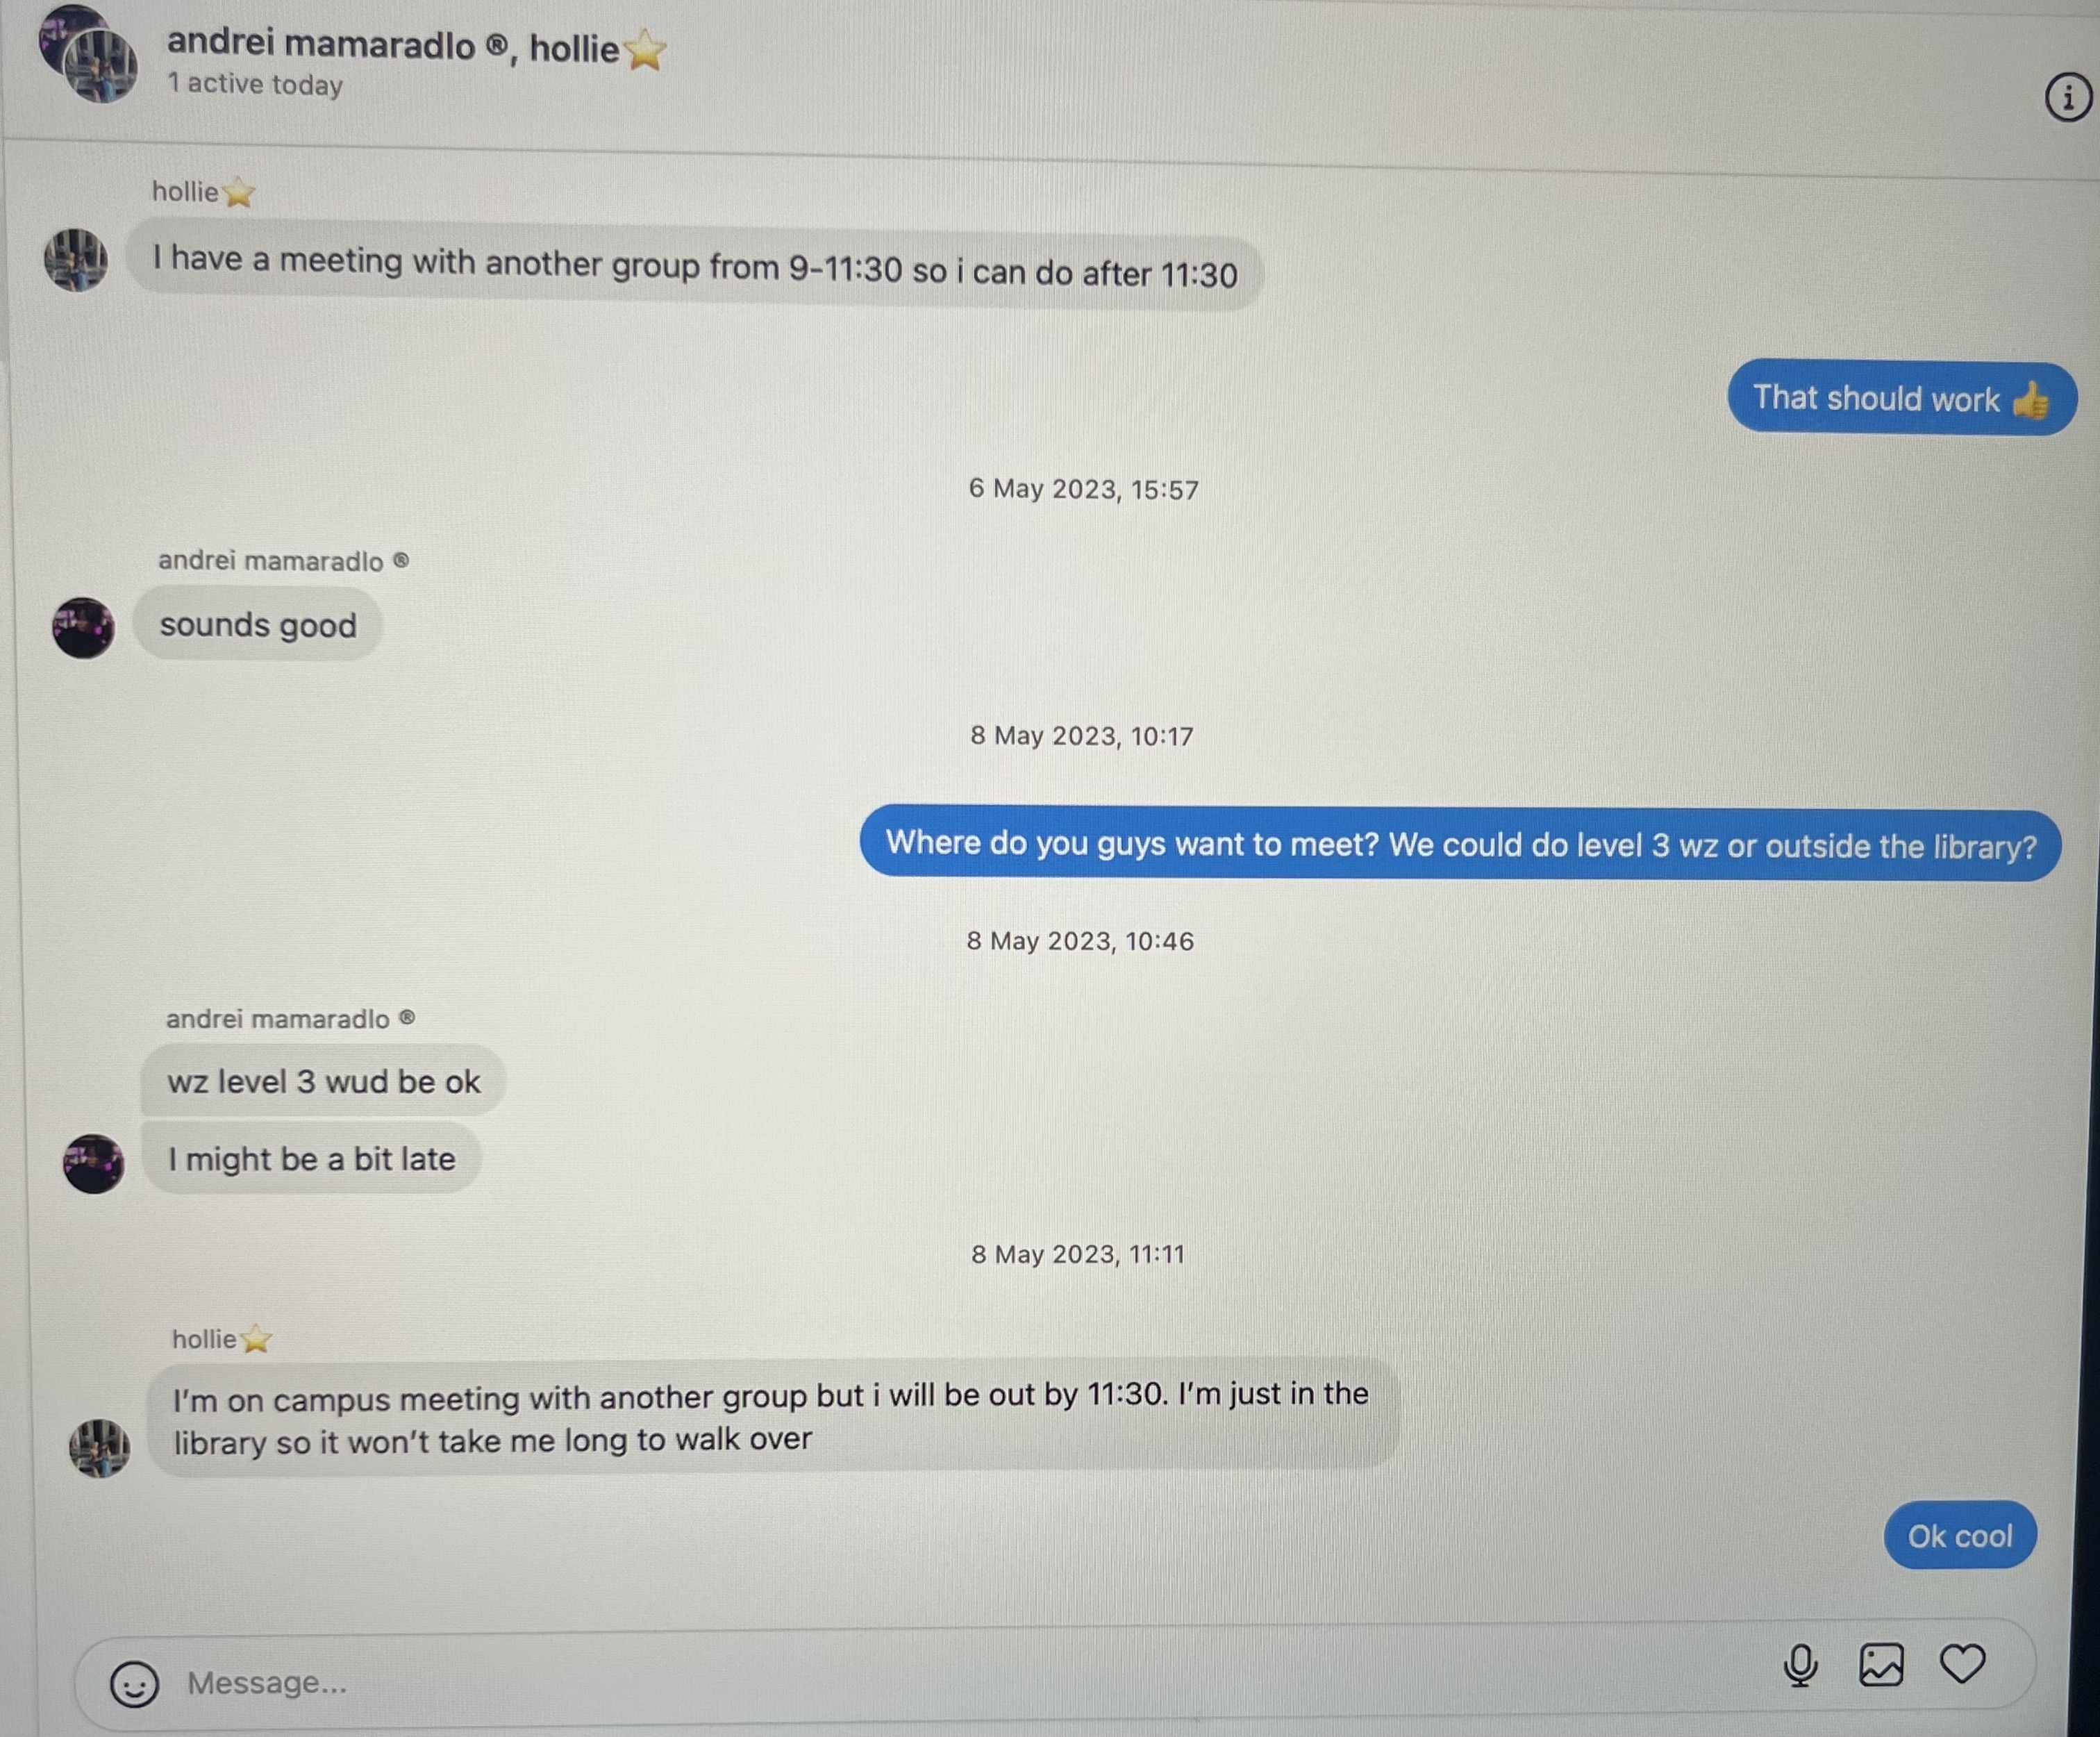 andrei mamaradlo ®, hollie⭐
1 active today
hollie⭐
I have a meeting with another group from 9-11:30 so i can do after 11:30
That should work 👍
6 May 2023, 15:57
andrei mamaradlo ®
sounds good
8 May 2023, 10:17
Where do you guys want to meet? We could do level 3 wz or outside the library?
8 May 2023, 10:46
andrei mamaradlo ®
wz level 3 wud be ok
I might be a bit late
8 May 2023, 11:11
hollie⭐
I'm on campus meeting with another group but i will be out by 11:30. I'm just in the
library so it won't take me long to walk over
Ok cool
Message...